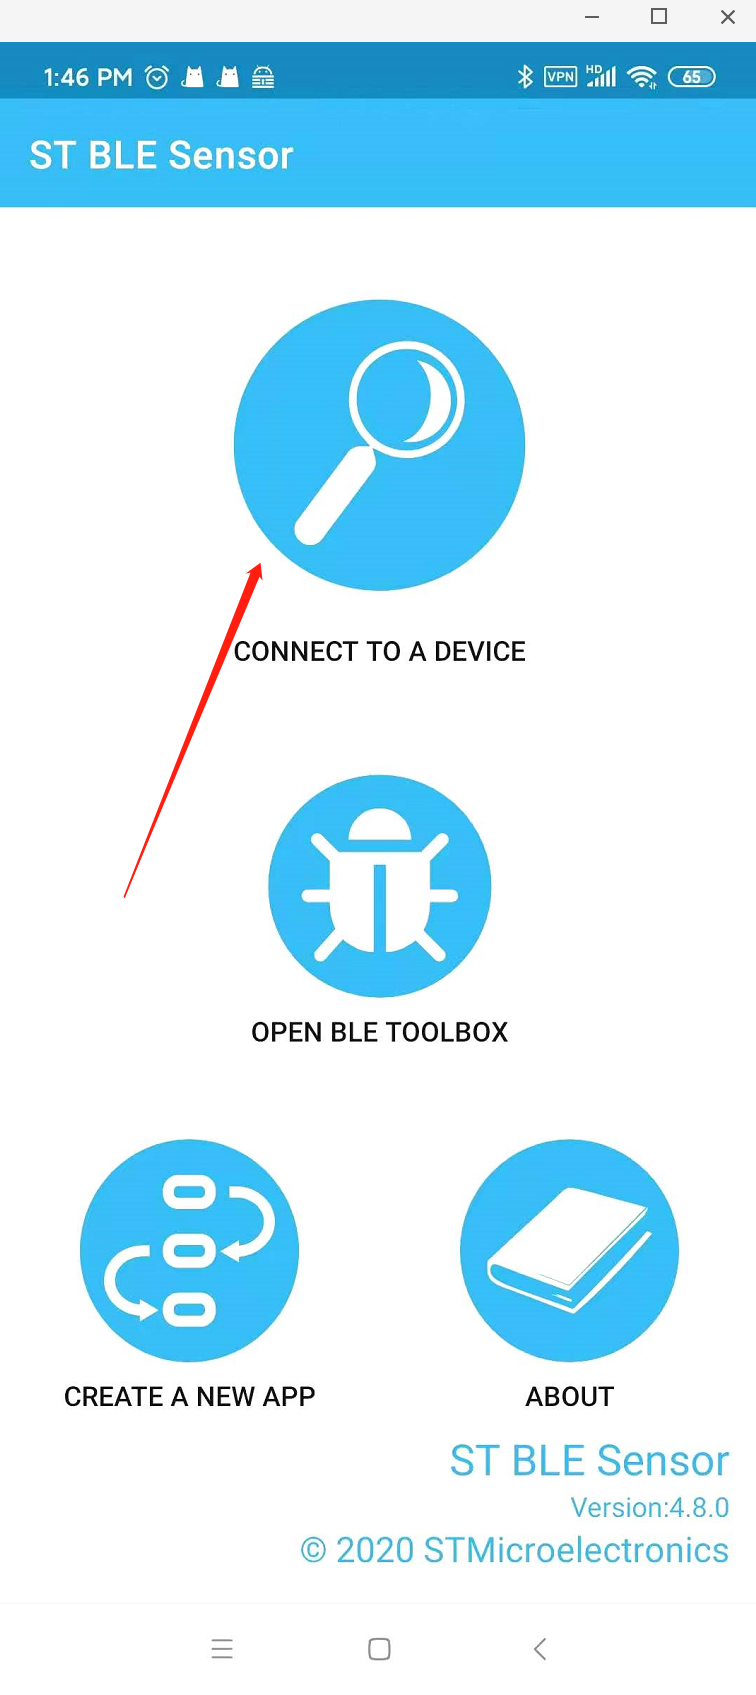 1:46 PM VPN HD 65
ST BLE Sensor
CONNECT TO A DEVICE
OPEN BLE TOOLBOX
CREATE A NEW APP ABOUT
ST BLE Sensor
Version:4.8.0
© 2020 STMicroelectronics